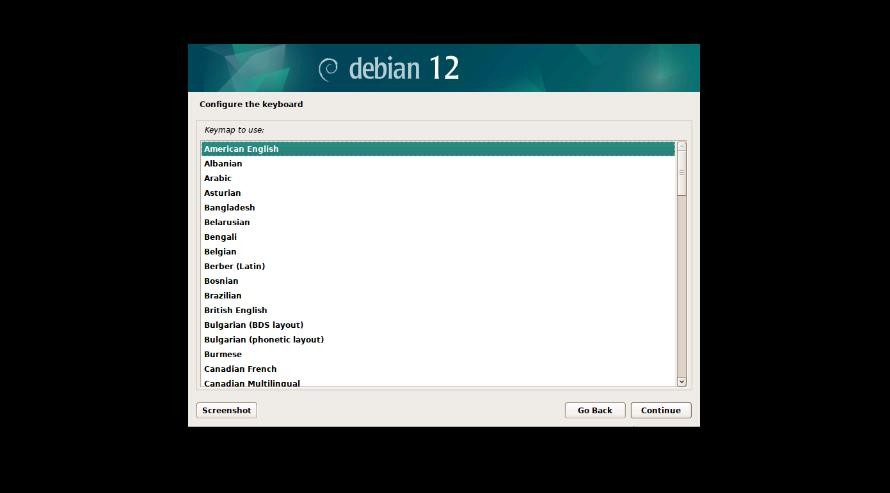 debian 12
Configure the keyboard
Keymap to use:
American English
Albanian
Arabic
Asturian
Bangladesh
Belarusian
Bengali
Belgian
Berber (Latin)
Bosnian
Brazilian
British English
Bulgarian (BDS layout)
Bulgarian (phonetic layout)
Burmese
Canadian French
Canadian Multilingual
Screenshot
Go Back
Continue